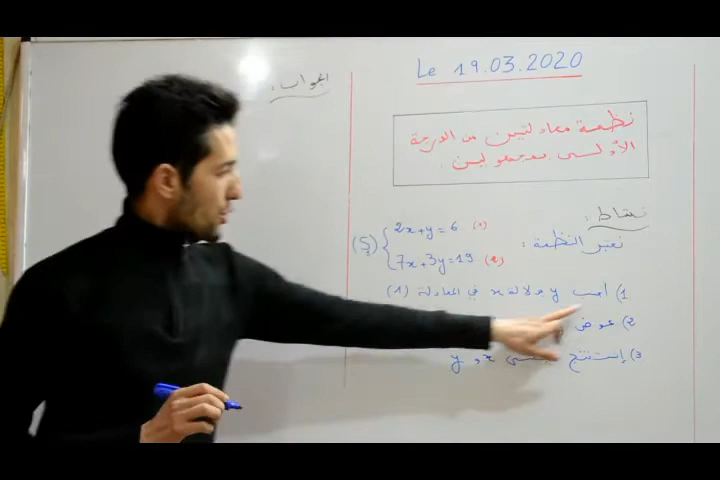 Le 19.03.2020
الجواب:
نظمة معادلتين من الدرجة
الأولى بمجهولين
نشاط:
نعتبر النظمة:
(S) { 2x+y=6 (1)
7x+3y=19 (2)
1) أحسب y بدلالة x في المعادلة (1)
2) عوض
3) إستنتج x و y